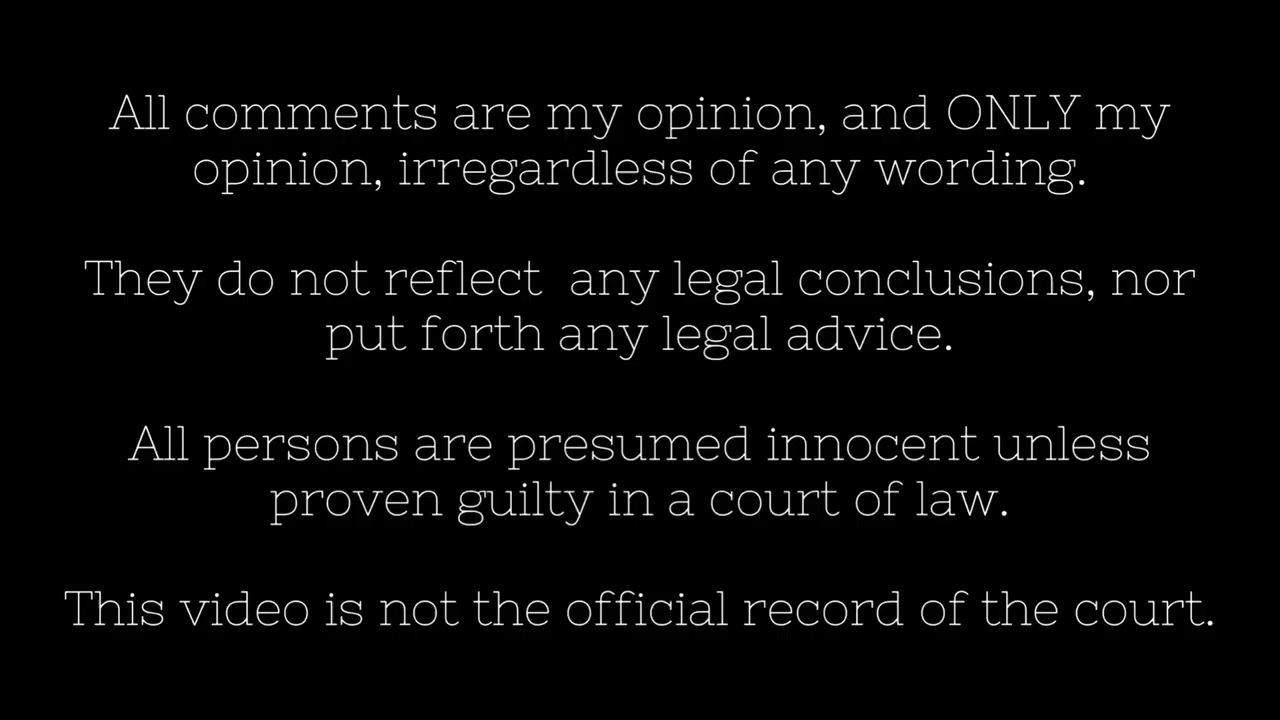 All comments are my opinion, and ONLY my
opinion, irregardless of any wording.
They do not reflect  any legal conclusions, nor
put forth any legal advice.
All persons are presumed innocent unless
proven guilty in a court of law.
This video is not the official record of the court.